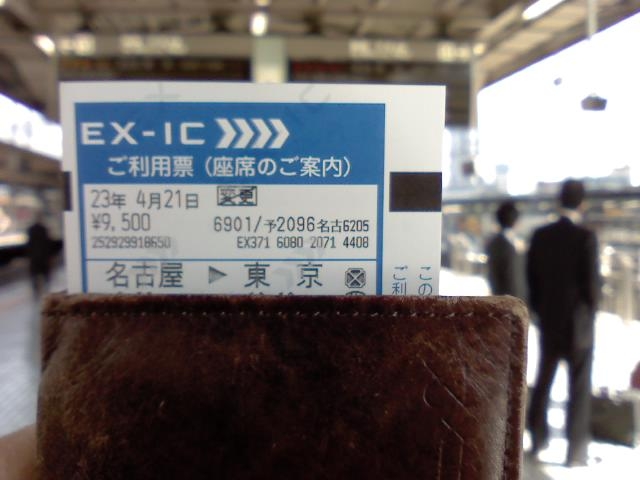 EX-IC
ご利用票（座席のご案内）
23年 4月21日 変更
¥9,500 6901/予2096名古6205
252929918650 EX371 6080 2071 4408
名古屋 ▶ 東京
この
ご利